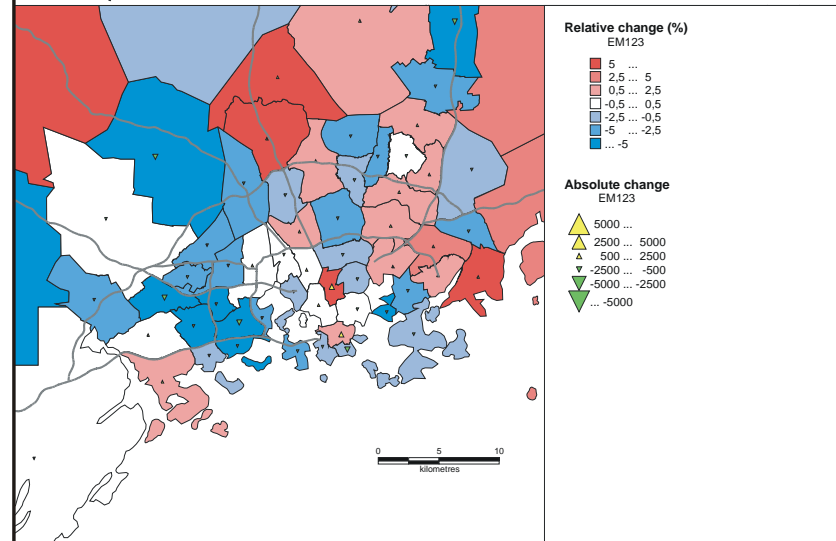 Relative change (%)
EM123
5 ...
2,5 ... 5
0,5 ... 2,5
-0,5 ... 0,5
-2,5 ... -0,5
-5 ... -2,5
... -5
Absolute change
EM123
5000 ...
2500 ... 5000
500 ... 2500
-2500 ... -500
-5000 ... -2500
... -5000
0 5 10
kilometres